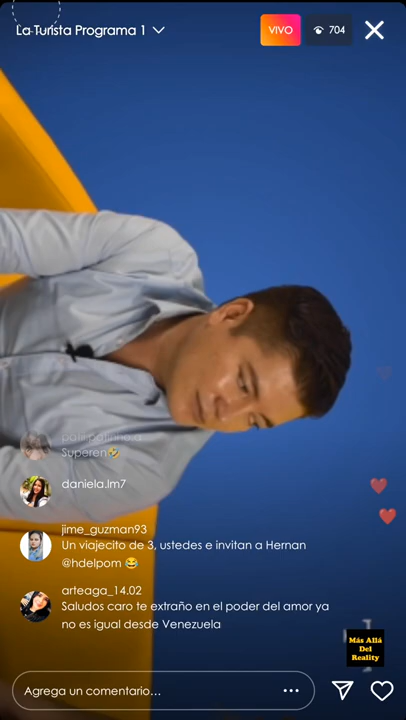 La Turista Programa 1
VIVO
704
patii.patinho.a
Superen🤣
daniela.lm7
jime_guzman93
Un viajecito de 3, ustedes e invitan a Hernan
@hdelpom 😂
arteaga_14.02
Saludos caro te extraño en el poder del amor ya
no es igual desde Venezuela
Más Allá
Del
Reality
Agrega un comentario...